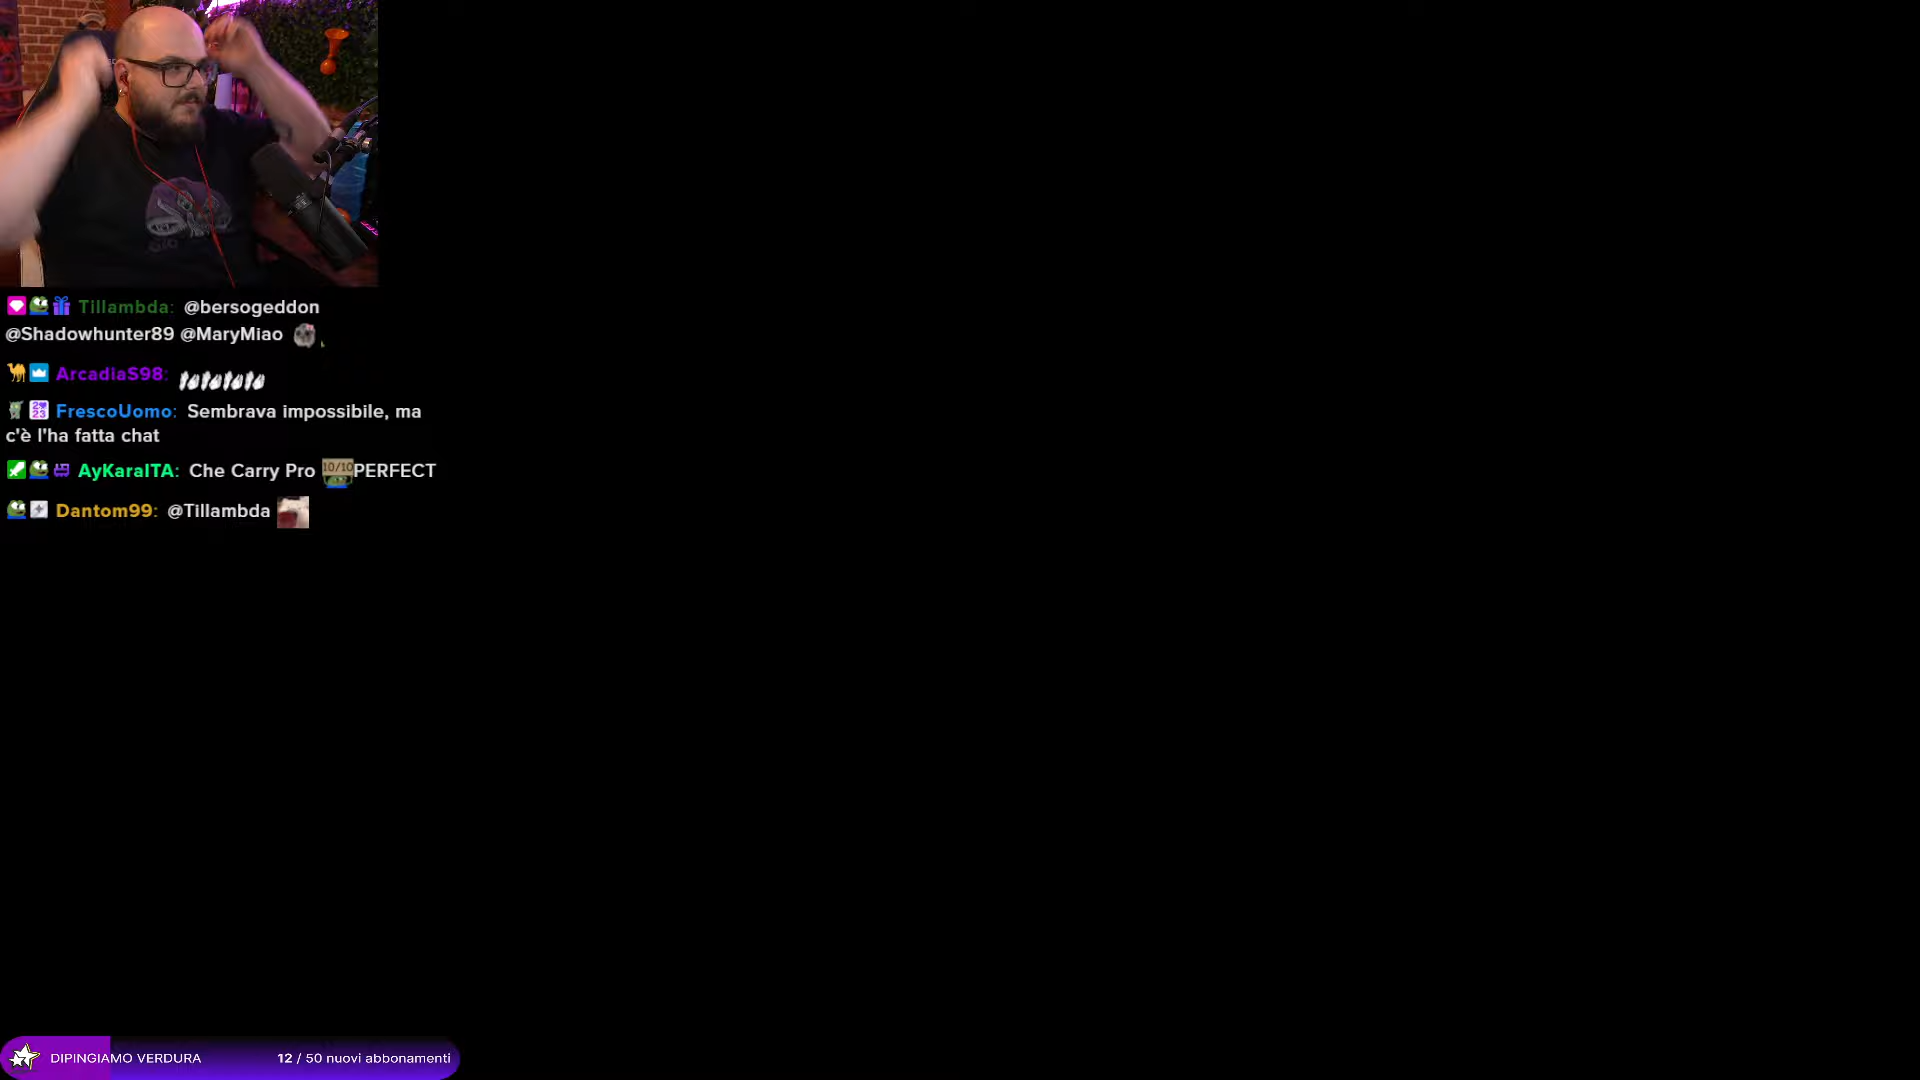 Tillambda: @bersogeddon
@Shadowhunter89 @MaryMiao
ArcadiaS98:
FrescoUomo: Sembrava impossibile, ma
c'è l'ha fatta chat
AyKaraITA: Che Carry Pro 10/10 PERFECT
Dantom99: @Tillambda
DIPINGIAMO VERDURA 12 / 50 nuovi abbonamenti